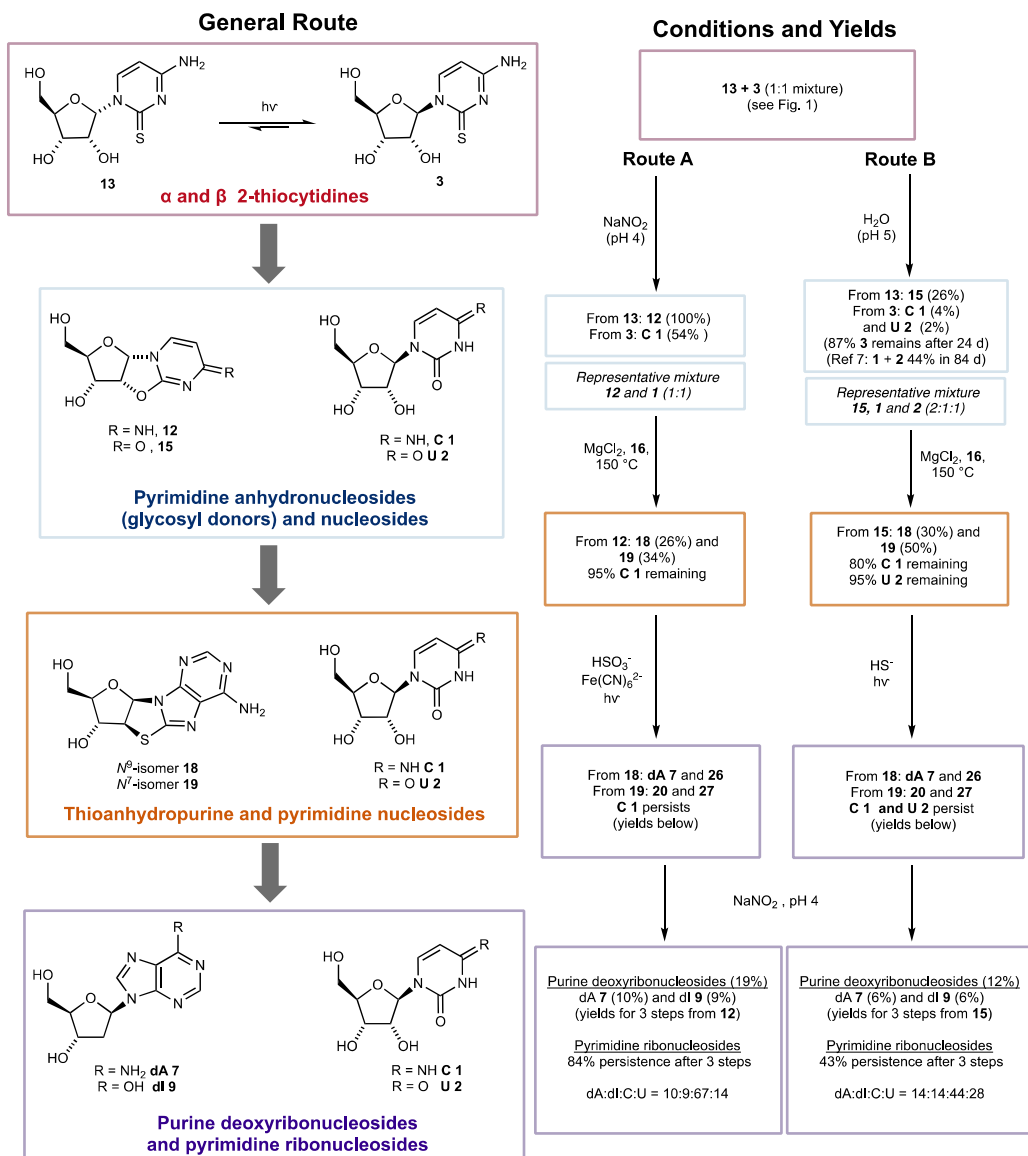 General Route
Conditions and Yields
HO
O
N
NH₂
N
S
HO
OH
13
hν
HO
O
N
NH₂
N
S
HO
OH
3
α and β 2-thiocytidines
13 + 3 (1:1 mixture)
(see Fig. 1)
Route A
Route B
NaNO₂
(pH 4)
H₂O
(pH 5)
HO
O
N
N
R
HO
O
R = NH, 12
R= O , 15
HO
O
N
R
NH
O
HO
OH
R = NH, C 1
R = O U 2
Pyrimidine anhydronucleosides
(glycosyl donors) and nucleosides
From 13: 12 (100%)
From 3: C 1 (54% )
Representative mixture
12 and 1 (1:1)
From 13: 15 (26%)
From 3: C 1 (4%)
and U 2 (2%)
(87% 3 remains after 24 d)
(Ref 7: 1 + 2 44% in 84 d)
Representative mixture
15, 1 and 2 (2:1:1)
MgCl₂, 16,
150 °C
MgCl₂, 16,
150 °C
HO
O
N
N
N
NH₂
N
S
HO
N⁹-isomer 18
N⁷-isomer 19
HO
O
N
R
NH
O
HO
OH
R = NH C 1
R = O U 2
Thioanhydropurine and pyrimidine nucleosides
From 12: 18 (26%) and
19 (34%)
95% C 1 remaining
From 15: 18 (30%) and
19 (50%)
80% C 1 remaining
95% U 2 remaining
HSO₃⁻
Fe(CN)₆²⁻
hν
HS⁻
hν
From 18: dA 7 and 26
From 19: 20 and 27
C 1 persists
(yields below)
From 18: dA 7 and 26
From 19: 20 and 27
C 1 and U 2 persist
(yields below)
NaNO₂ , pH 4
HO
O
N
N
R
N
N
HO
R = NH₂ dA 7
R = OH dI 9
HO
O
N
R
NH
O
HO
OH
R = NH C 1
R = O U 2
Purine deoxyribonucleosides
and pyrimidine ribonucleosides
Purine deoxyribonucleosides (19%)
dA 7 (10%) and dI 9 (9%)
(yields for 3 steps from 12)
Pyrimidine ribonucleosides
84% persistence after 3 steps
dA:dI:C:U = 10:9:67:14
Purine deoxyribonucleosides (12%)
dA 7 (6%) and dI 9 (6%)
(yields for 3 steps from 15)
Pyrimidine ribonucleosides
43% persistence after 3 steps
dA:dI:C:U = 14:14:44:28